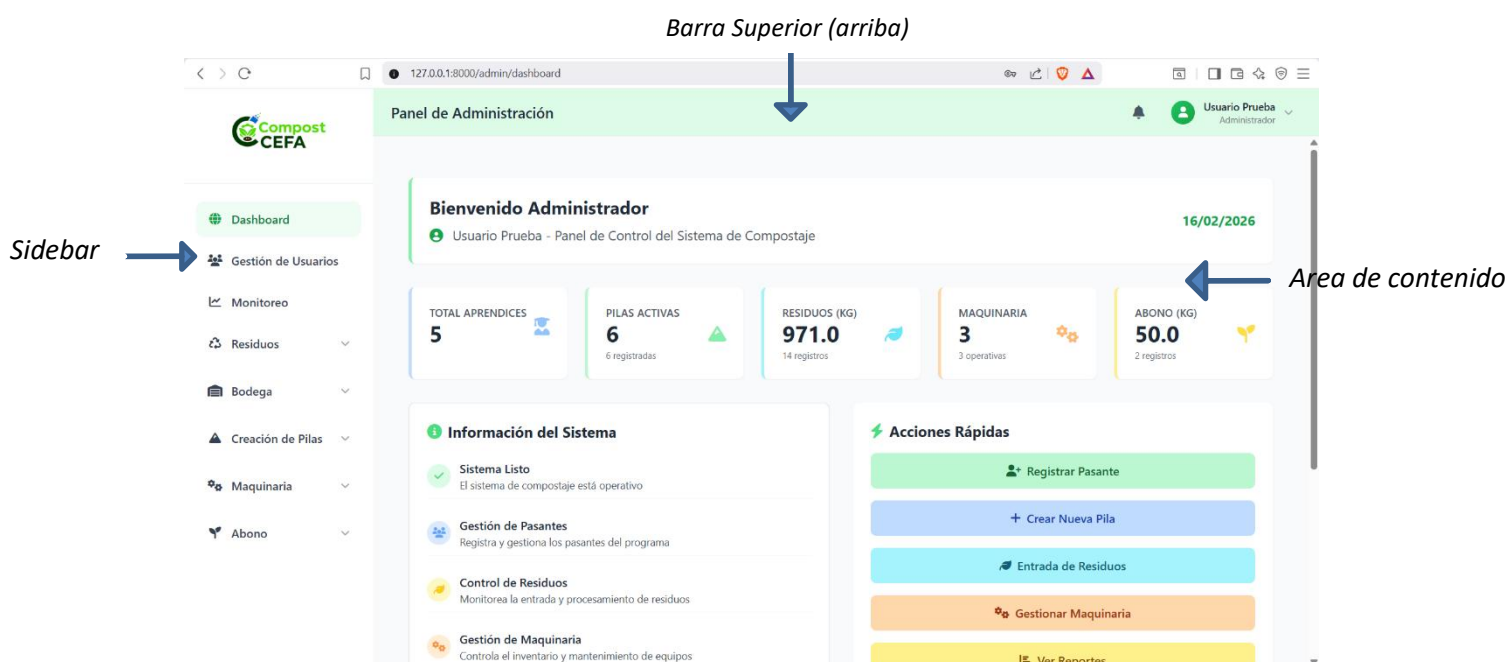 Barra Superior (arriba)
127.0.0.1:8000/admin/dashboard
Compost
CEFA
Panel de Administración
Usuario Prueba
Administrador
Sidebar
Dashboard
Gestión de Usuarios
Monitoreo
Residuos
Bodega
Creación de Pilas
Maquinaria
Abono
Bienvenido Administrador
Usuario Prueba - Panel de Control del Sistema de Compostaje
16/02/2026
Area de contenido
TOTAL APRENDICES
5
PILAS ACTIVAS
6
6 registradas
RESIDUOS (KG)
971.0
14 registros
MAQUINARIA
3
3 operativas
ABONO (KG)
50.0
2 registros
Información del Sistema
Sistema Listo
El sistema de compostaje está operativo
Gestión de Pasantes
Registra y gestiona los pasantes del programa
Control de Residuos
Monitorea la entrada y procesamiento de residuos
Gestión de Maquinaria
Controla el inventario y mantenimiento de equipos
Acciones Rápidas
Registrar Pasante
Crear Nueva Pila
Entrada de Residuos
Gestionar Maquinaria
Ver Reportes